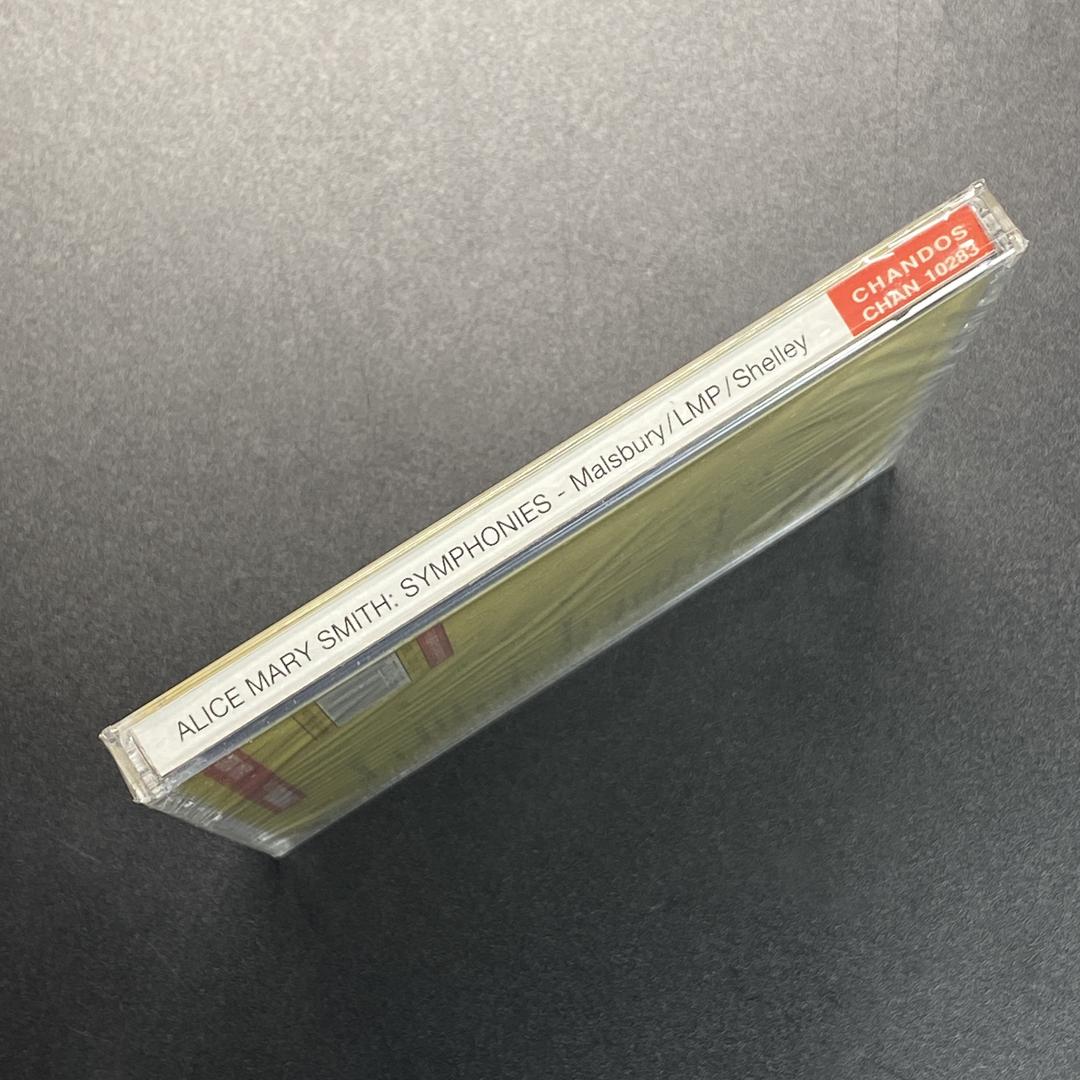 ALICE MARY SMITH: SYMPHONIES - Malsbury/LMP/Shelley
CHANDOS
CHAN 10283